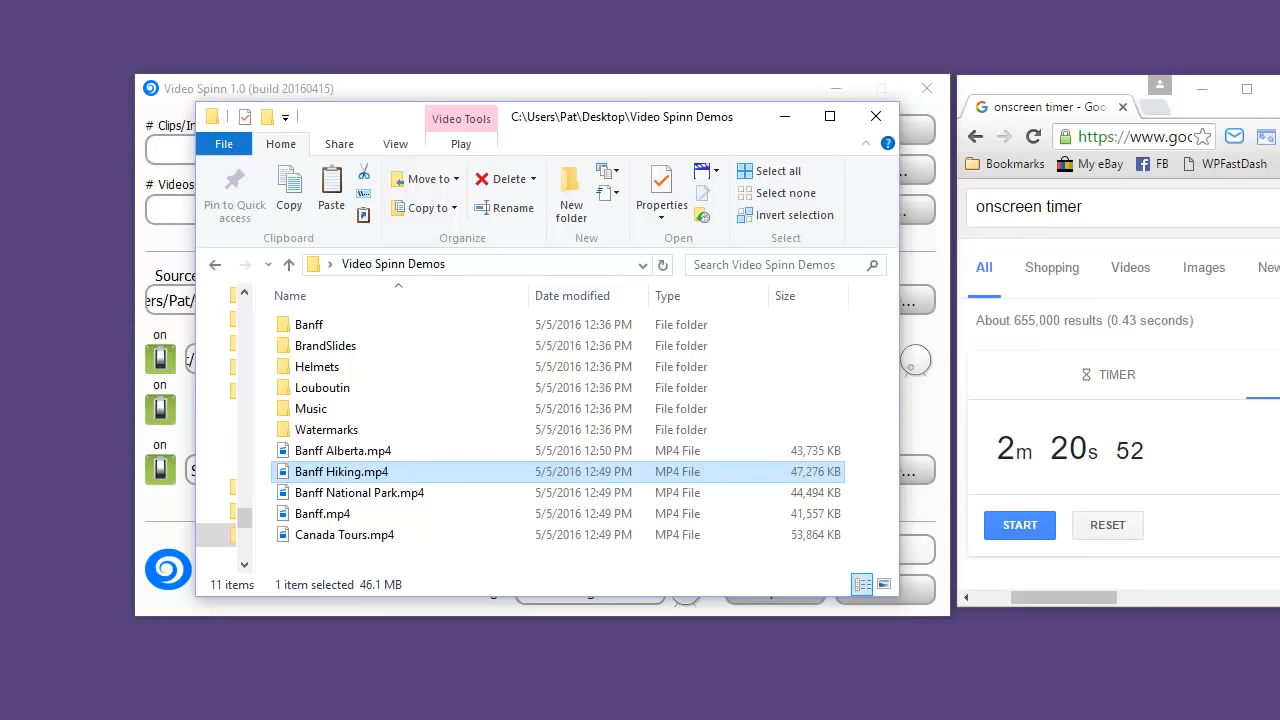 Video Spinn 1.0 (build 20160415)
# Clips/In
# Videos
Source
ers/Pat/
on
:/
on
on
S
Video Tools
C:\Users\Pat\Desktop\Video Spinn Demos
File
Home
Share
View
Play
Pin to Quick access
Copy
Paste
Move to
Copy to
Delete
Rename
New folder
Properties
Select all
Select none
Invert selection
Clipboard
Organize
New
Open
Select
Video Spinn Demos
Search Video Spinn Demos
Name Date modified Type Size
Banff 5/5/2016 12:36 PM File folder
BrandSlides 5/5/2016 12:36 PM File folder
Helmets 5/5/2016 12:36 PM File folder
Louboutin 5/5/2016 12:36 PM File folder
Music 5/5/2016 12:36 PM File folder
Watermarks 5/5/2016 12:36 PM File folder
Banff Alberta.mp4 5/5/2016 12:50 PM MP4 File 43,735 KB
Banff Hiking.mp4 5/5/2016 12:49 PM MP4 File 47,276 KB
Banff National Park.mp4 5/5/2016 12:49 PM MP4 File 44,494 KB
Banff.mp4 5/5/2016 12:49 PM MP4 File 41,557 KB
Canada Tours.mp4 5/5/2016 12:49 PM MP4 File 53,864 KB
11 items 1 item selected 46.1 MB
onscreen timer - Goo
https://www.goo
Bookmarks My eBay FB WPFastDash
onscreen timer
All Shopping Videos Images New
About 655,000 results (0.43 seconds)
TIMER
2m 20s 52
START RESET